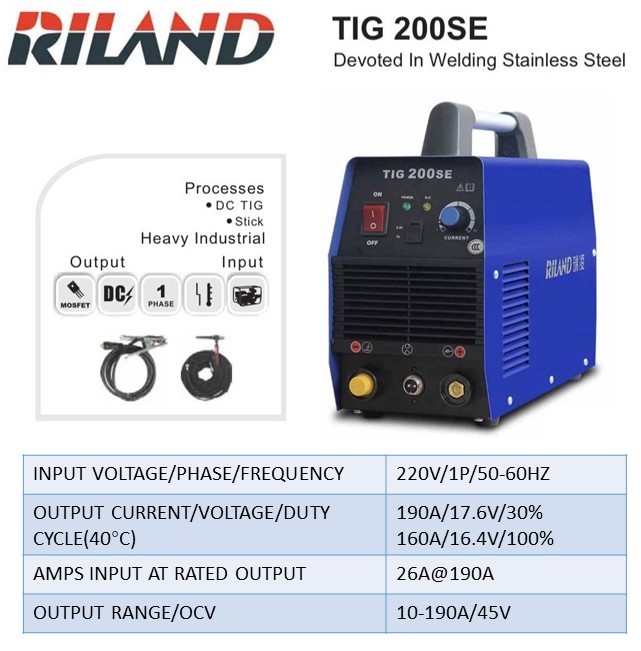 RILAND
TIG 200SE
Devoted In Welding Stainless Steel
Processes
• DC TIG
• Stick
Heavy Industrial
Output Input
MOSFET
DC
1
PHASE
TIG 200SE
ON
POWER
O.C
OFF
CURRENT
RILAND 瑞凌
INPUT VOLTAGE/PHASE/FREQUENCY 220V/1P/50-60HZ
OUTPUT CURRENT/VOLTAGE/DUTY 190A/17.6V/30%
CYCLE(40°C) 160A/16.4V/100%
AMPS INPUT AT RATED OUTPUT 26A@190A
OUTPUT RANGE/OCV 10-190A/45V